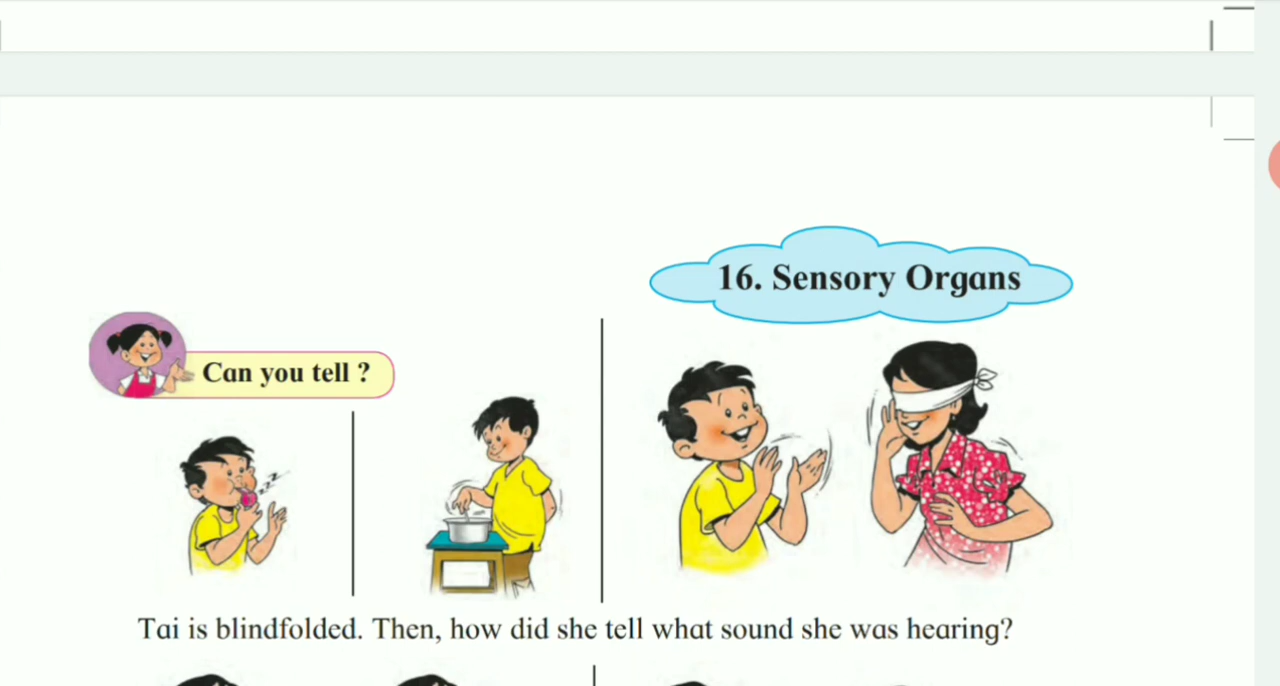 16. Sensory Organs
Can you tell ?
zzz
Tai is blindfolded. Then, how did she tell what sound she was hearing?